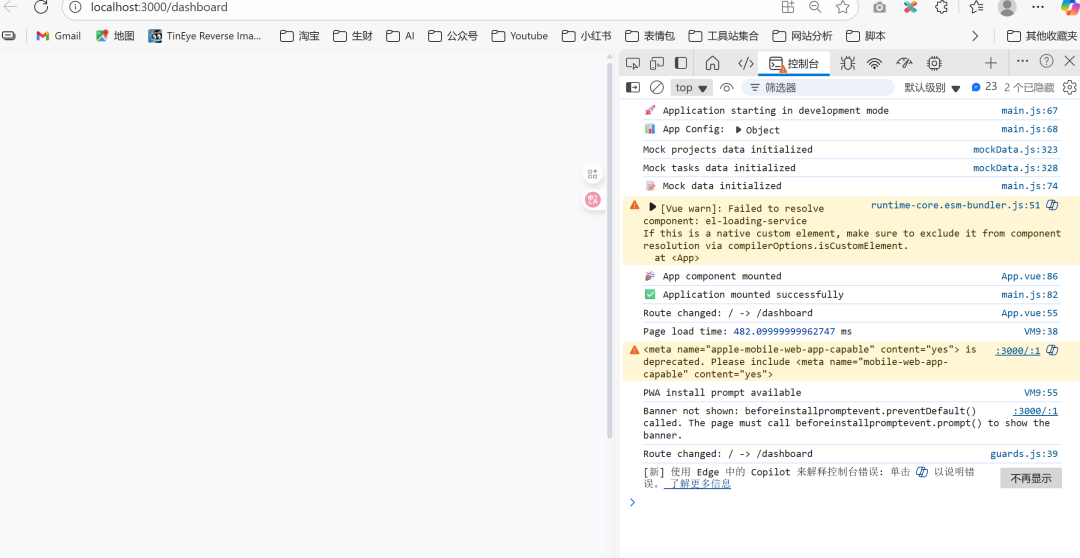 localhost:3000/dashboard
Gmail 地图 TinEye Reverse Ima... 淘宝 生财 AI 公众号 Youtube 小红书 表情包 工具站集合 网站分析 脚本 其他收藏夹
控制台
top 筛选器 默认级别 23 2 个已隐藏
Application starting in development mode main.js:67
App Config: Object main.js:68
Mock projects data initialized mockData.js:323
Mock tasks data initialized mockData.js:328
Mock data initialized main.js:74
[Vue warn]: Failed to resolve runtime-core.esm-bundler.js:51
component: el-loading-service
If this is a native custom element, make sure to exclude it from component
resolution via compilerOptions.isCustomElement.
at <App>
App component mounted App.vue:86
Application mounted successfully main.js:82
Route changed: / -> /dashboard App.vue:55
Page load time: 482.09999999962747 ms VM9:38
<meta name="apple-mobile-web-app-capable" content="yes"> is :3000/:1
deprecated. Please include <meta name="mobile-web-app-
capable" content="yes">
PWA install prompt available VM9:55
Banner not shown: beforeinstallpromptevent.preventDefault() :3000/:1
called. The page must call beforeinstallpromptevent.prompt() to show the
banner.
Route changed: / -> /dashboard guards.js:39
[新] 使用 Edge 中的 Copilot 来解释控制台错误: 单击 以说明错
误。 了解更多信息
不再显示